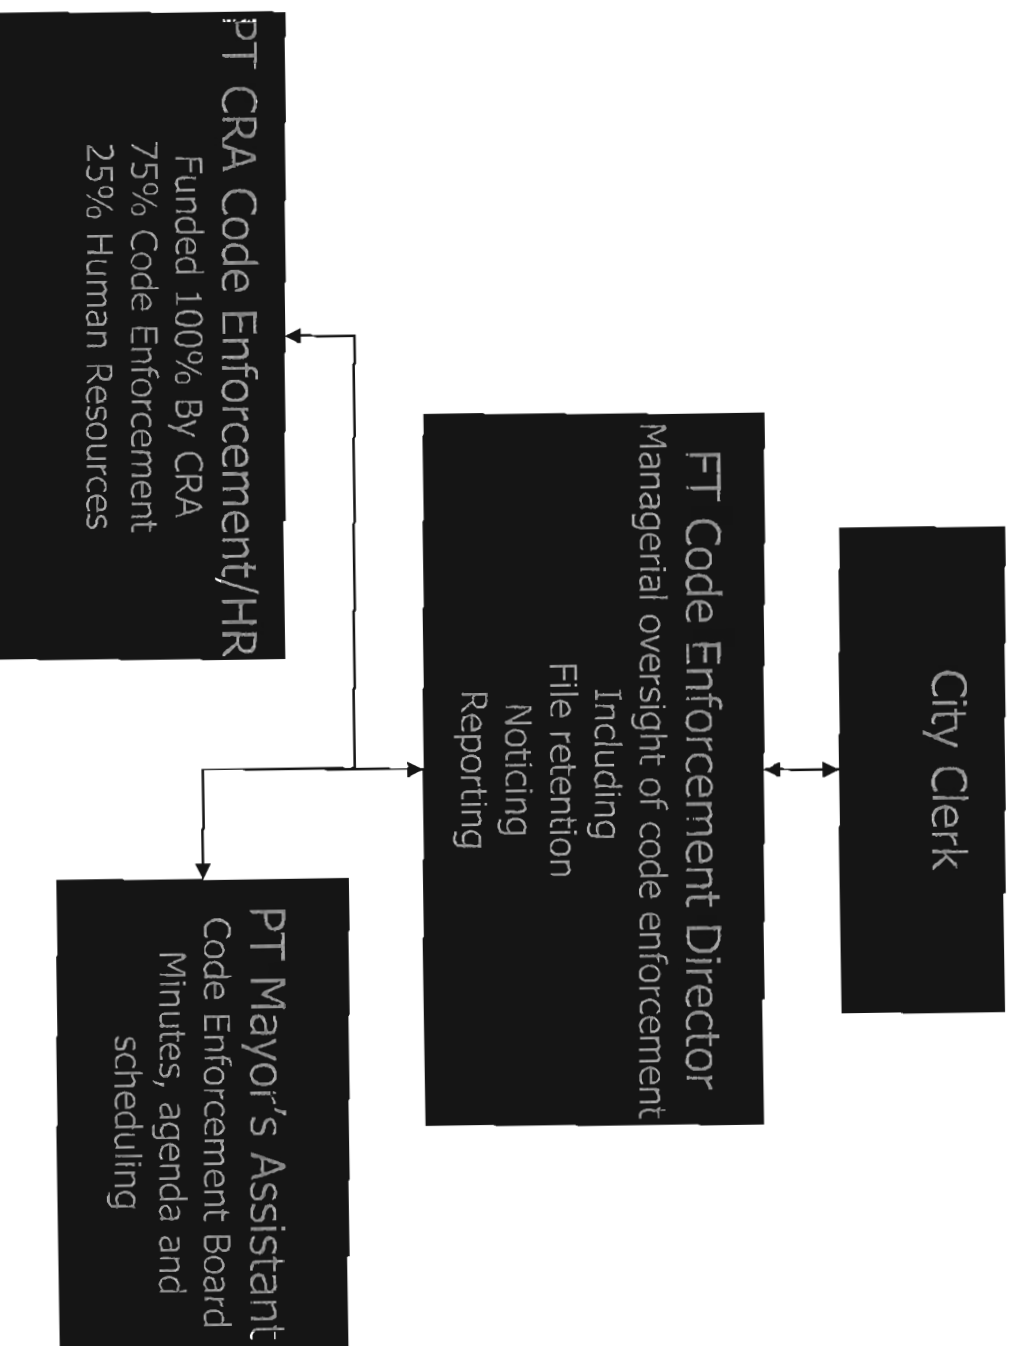 City Clerk
FT Code Enforcement Director
Managerial oversight of code enforcement
Including
File retention
Noticing
Reporting
PT CRA Code Enforcement/HR
Funded 100% By CRA
75% Code Enforcement
25% Human Resources
PT Mayor's Assistant
Code Enforcement Board
Minutes, agenda and
scheduling